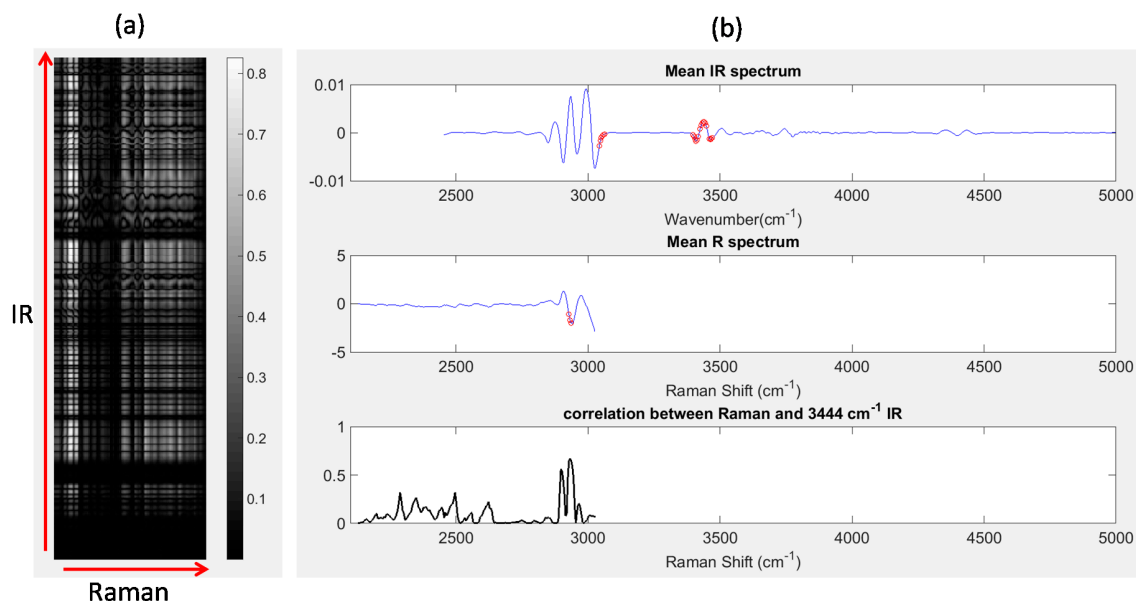 (a)
(b)
IR
Raman
0.8
0.7
0.6
0.5
0.4
0.3
0.2
0.1
Mean IR spectrum
0.01
0
-0.01
2500 3000 3500 4000 4500 5000
Wavenumber(cm⁻¹)
Mean R spectrum
5
0
-5
2500 3000 3500 4000 4500 5000
Raman Shift (cm⁻¹)
correlation between Raman and 3444 cm⁻¹ IR
1
0.5
0
2500 3000 3500 4000 4500 5000
Raman Shift (cm⁻¹)